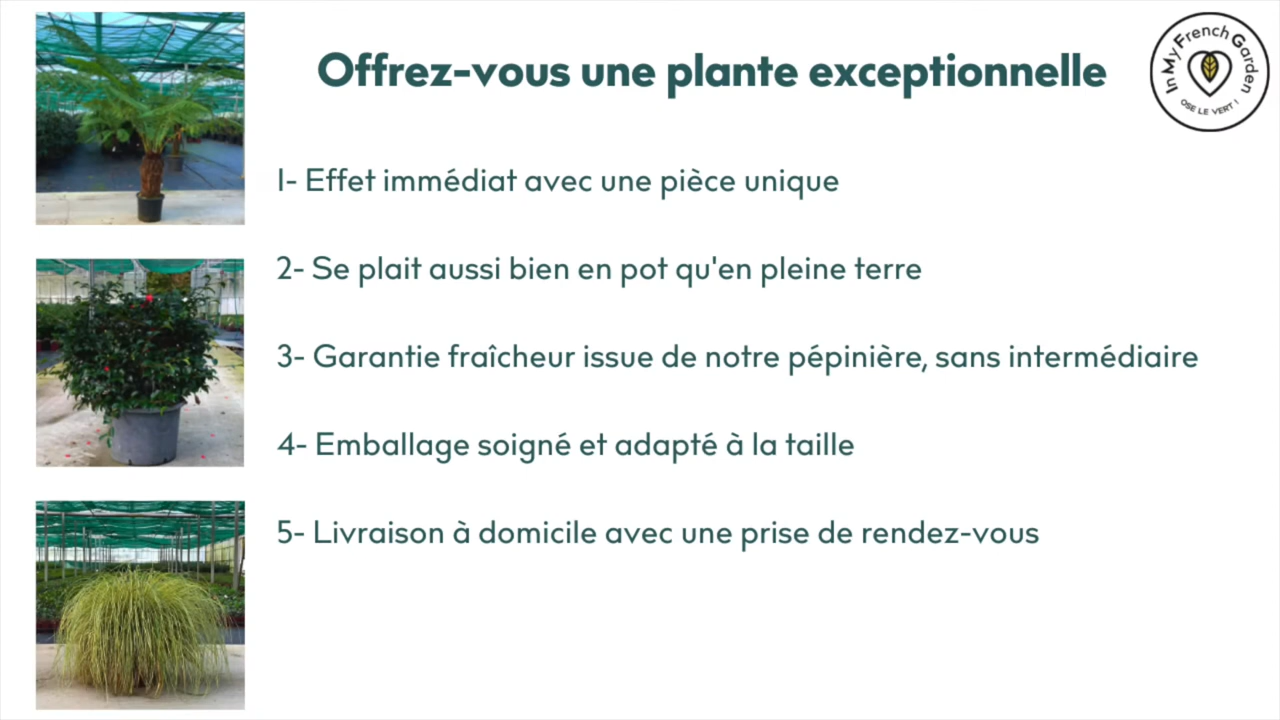 Offrez-vous une plante exceptionnelle
In My French Garden
OSE LE VERT !
1- Effet immédiat avec une pièce unique
2- Se plait aussi bien en pot qu'en pleine terre
3- Garantie fraîcheur issue de notre pépinière, sans intermédiaire
4- Emballage soigné et adapté à la taille
5- Livraison à domicile avec une prise de rendez-vous